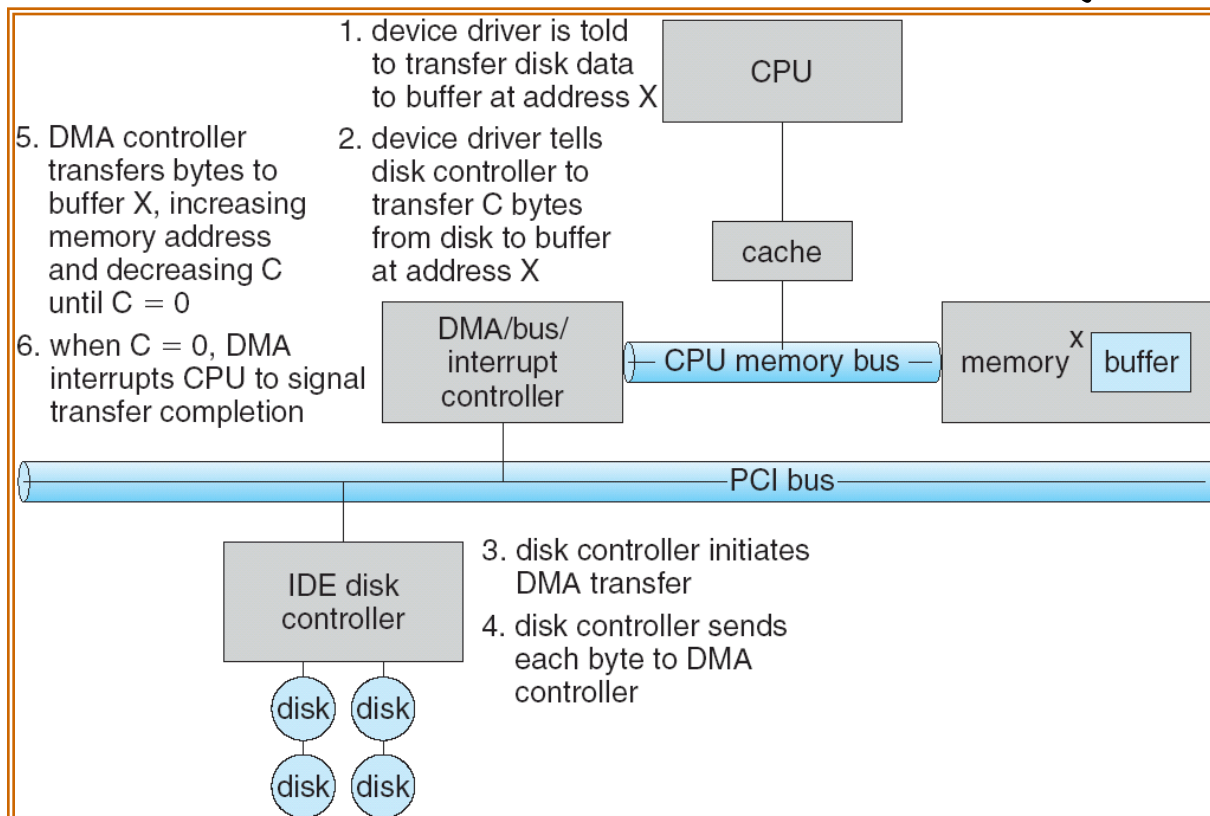 1. device driver is told
to transfer disk data
to buffer at address X
CPU
5. DMA controller
transfers bytes to
buffer X, increasing
memory address
and decreasing C
until C = 0
2. device driver tells
disk controller to
transfer C bytes
from disk to buffer
at address X
cache
6. when C = 0, DMA
interrupts CPU to signal
transfer completion
DMA/bus/
interrupt
controller
CPU memory bus
memory
x
buffer
PCI bus
IDE disk
controller
3. disk controller initiates
DMA transfer
4. disk controller sends
each byte to DMA
controller
disk
disk
disk
disk